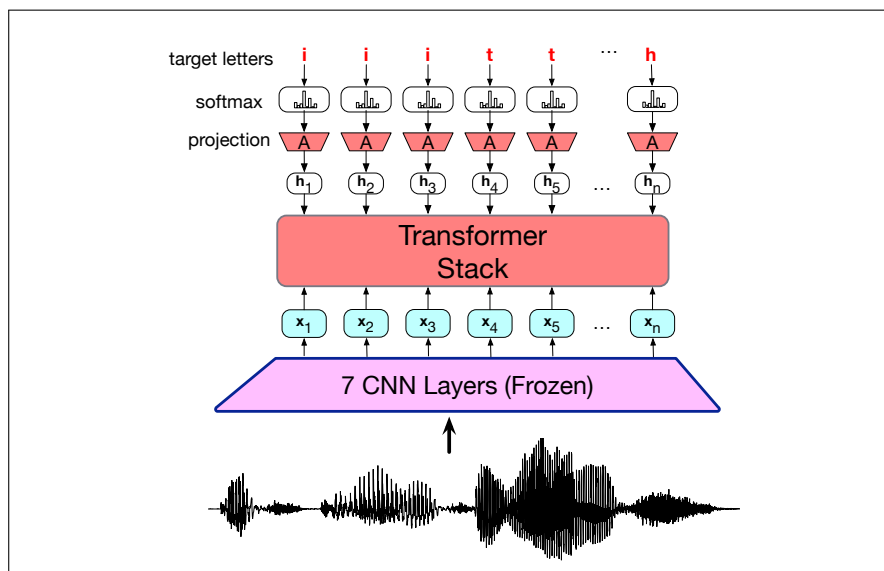 target letters i i i t t ... h
softmax
projection A A A A A A
h1 h2 h3 h4 h5 ... hn
Transformer
Stack
x1 x2 x3 x4 x5 ... xn
7 CNN Layers (Frozen)